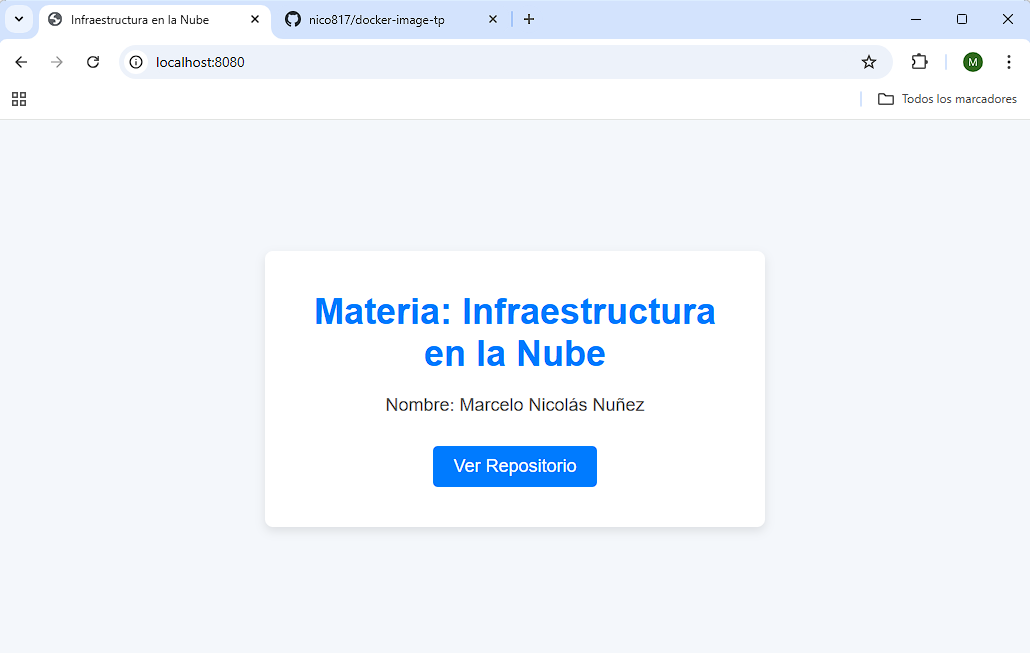 Infraestructura en la Nube
nico817/docker-image-tp
localhost:8080
M
Todos los marcadores
Materia: Infraestructura
en la Nube
Nombre: Marcelo Nicolás Nuñez
Ver Repositorio